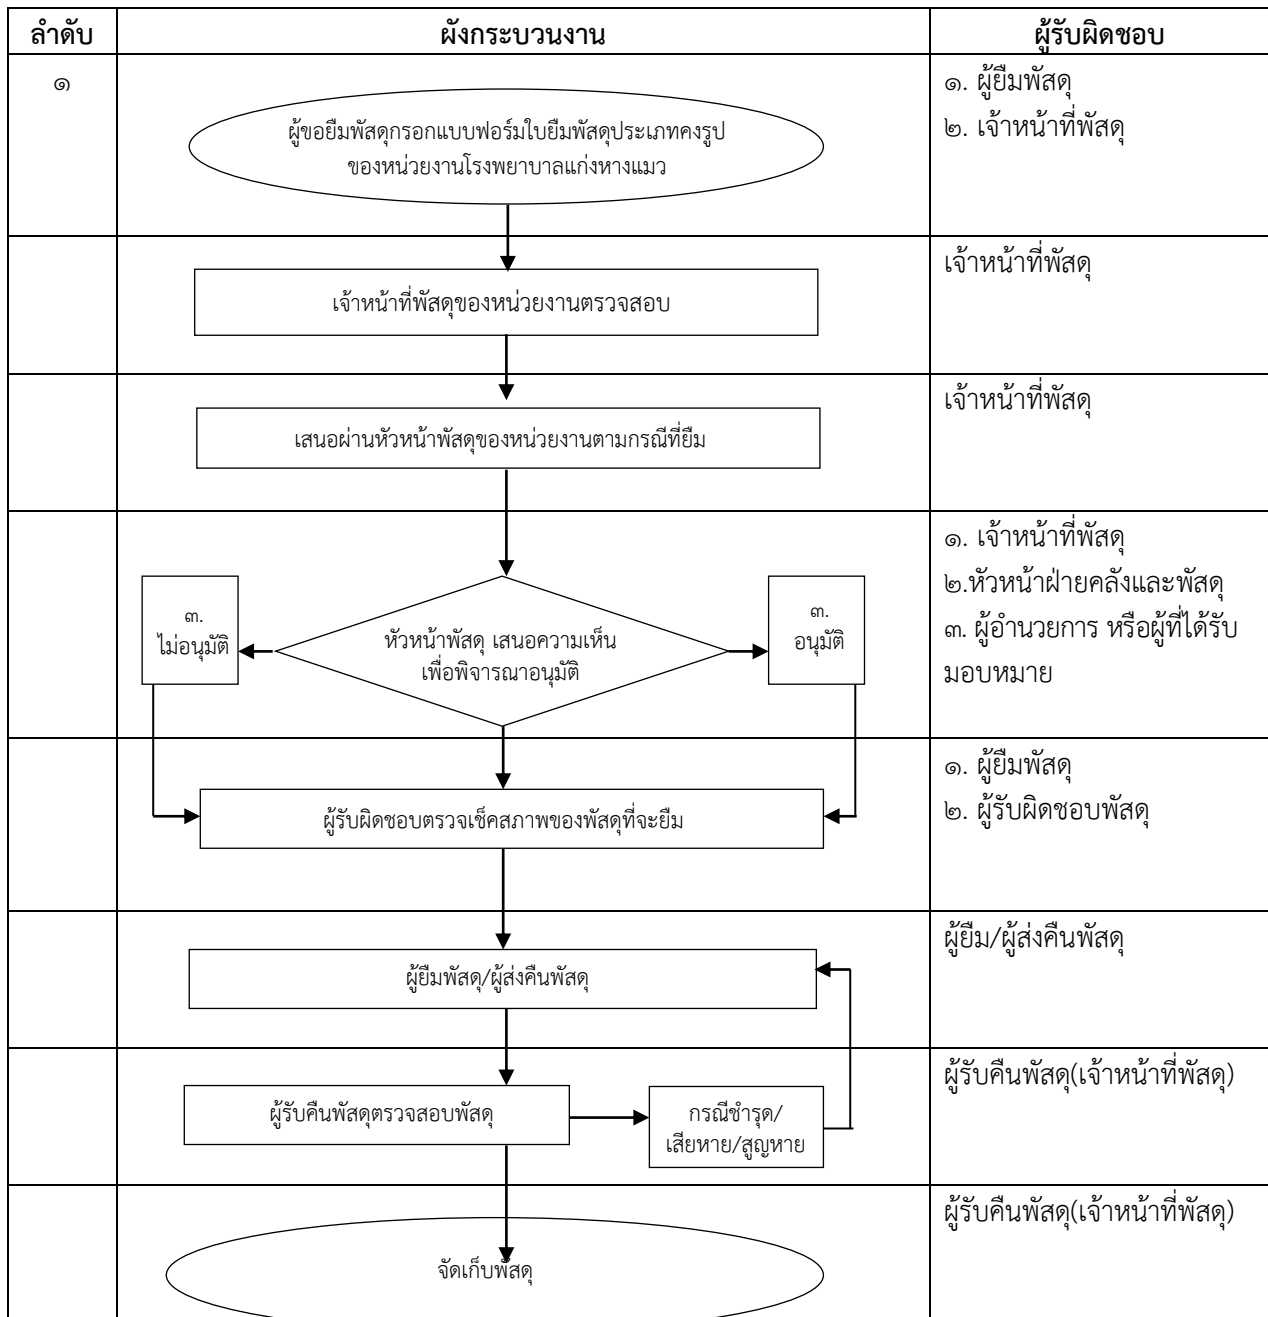 ลำดับ
ผังกระบวนงาน
ผู้รับผิดชอบ
๑
ผู้ขอยืมพัสดุกรอกแบบฟอร์มใบยืมพัสดุประเภทคงรูป
ของหน่วยงานโรงพยาบาลแก่งหางแมว
๑. ผู้ยืมพัสดุ
๒. เจ้าหน้าที่พัสดุ
เจ้าหน้าที่พัสดุของหน่วยงานตรวจสอบ
เจ้าหน้าที่พัสดุ
เสนอผ่านหัวหน้าพัสดุของหน่วยงานตามกรณีที่ยืม
เจ้าหน้าที่พัสดุ
๓.
ไม่อนุมัติ
หัวหน้าพัสดุ เสนอความเห็น
เพื่อพิจารณาอนุมัติ
๓.
อนุมัติ
๑. เจ้าหน้าที่พัสดุ
๒.หัวหน้าฝ่ายคลังและพัสดุ
๓. ผู้อำนวยการ หรือผู้ที่ได้รับ
มอบหมาย
ผู้รับผิดชอบตรวจเช็คสภาพของพัสดุที่จะยืม
๑. ผู้ยืมพัสดุ
๒. ผู้รับผิดชอบพัสดุ
ผู้ยืมพัสดุ/ผู้ส่งคืนพัสดุ
ผู้ยืม/ผู้ส่งคืนพัสดุ
ผู้รับคืนพัสดุตรวจสอบพัสดุ
กรณีชำรุด/
เสียหาย/สูญหาย
ผู้รับคืนพัสดุ(เจ้าหน้าที่พัสดุ)
จัดเก็บพัสดุ
ผู้รับคืนพัสดุ(เจ้าหน้าที่พัสดุ)